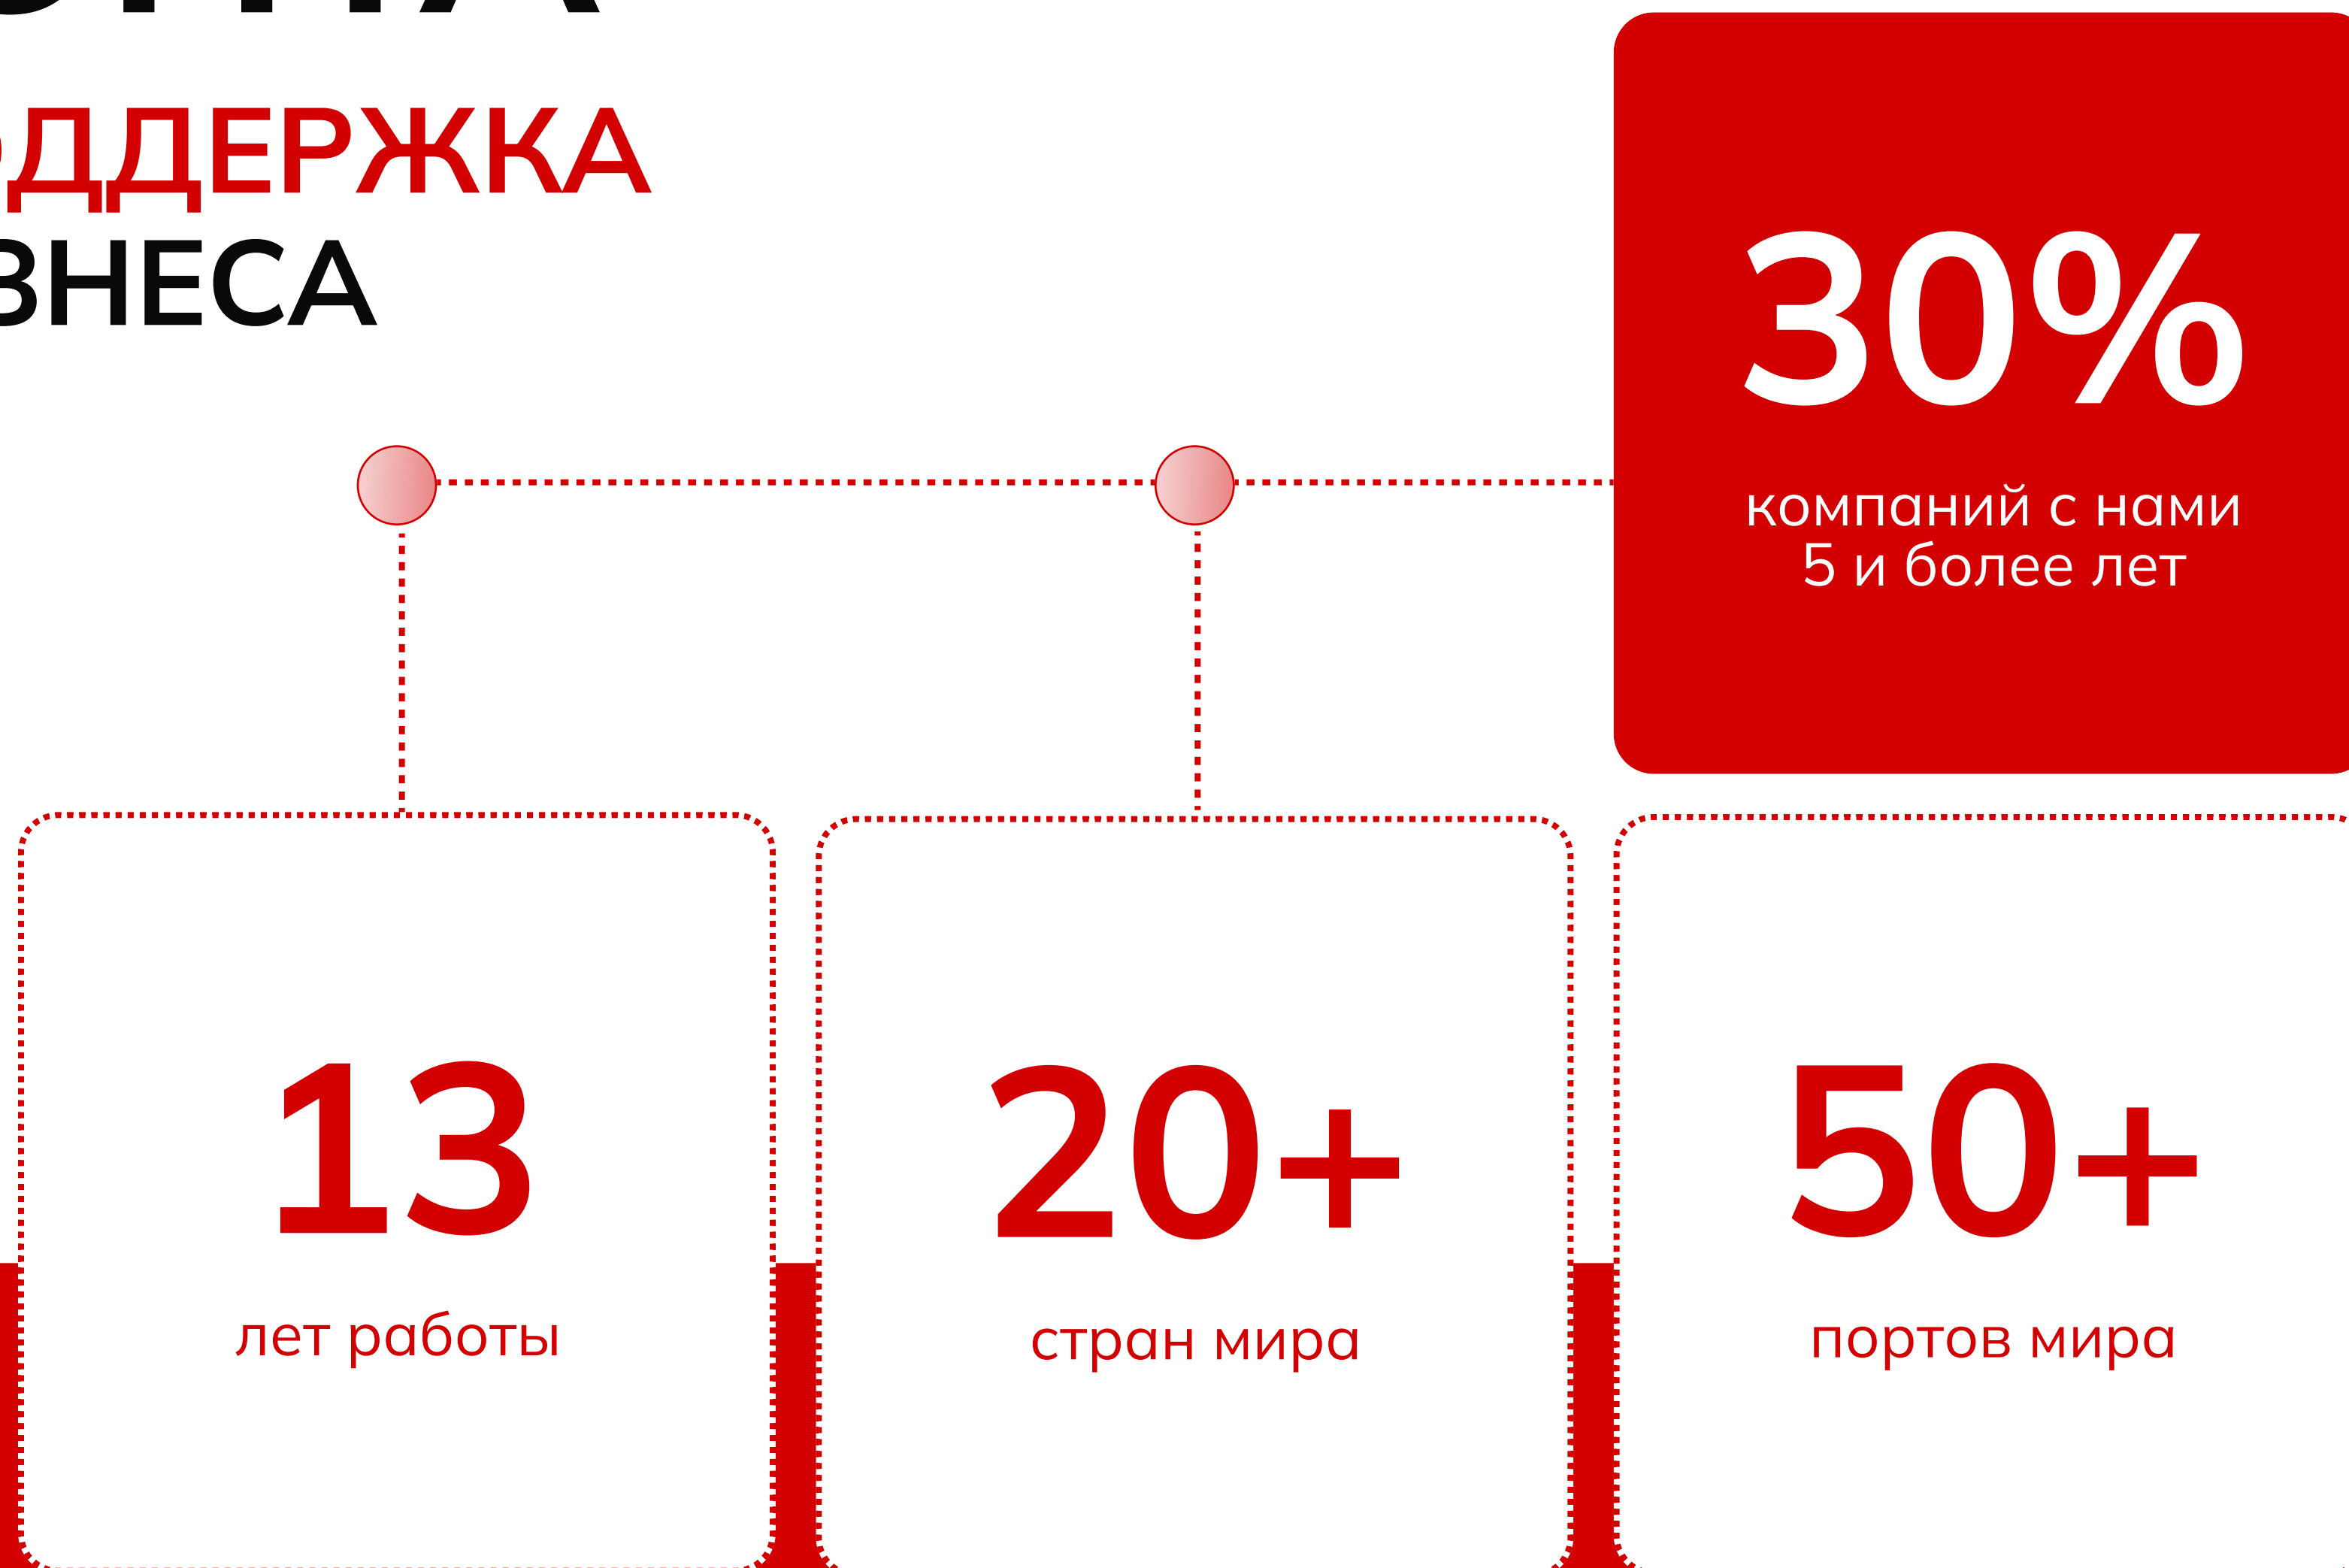 ДДЕРЖКА
ЗНЕСА
30%
компаний с нами
5 и более лет
13
лет работы
20+
стран мира
50+
портов мира